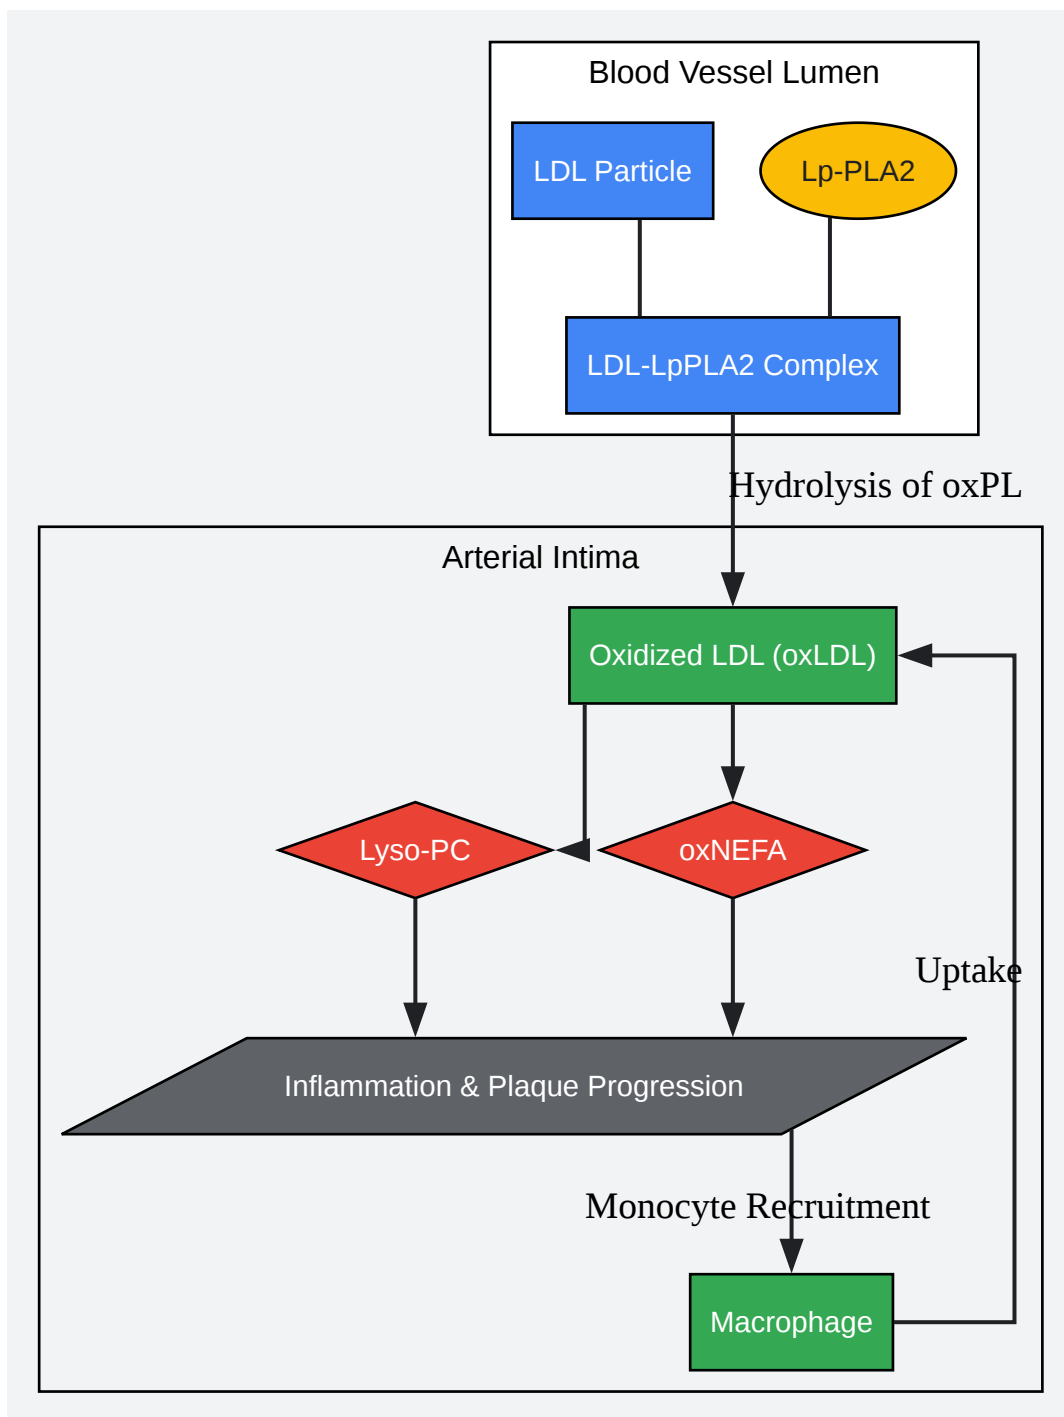 Blood Vessel Lumen
LDL Particle
Lp-PLA2
LDL-LpPLA2 Complex
Hydrolysis of oxPL
Arterial Intima
Oxidized LDL (oxLDL)
Lyso-PC
oxNEFA
Uptake
Inflammation & Plaque Progression
Monocyte Recruitment
Macrophage